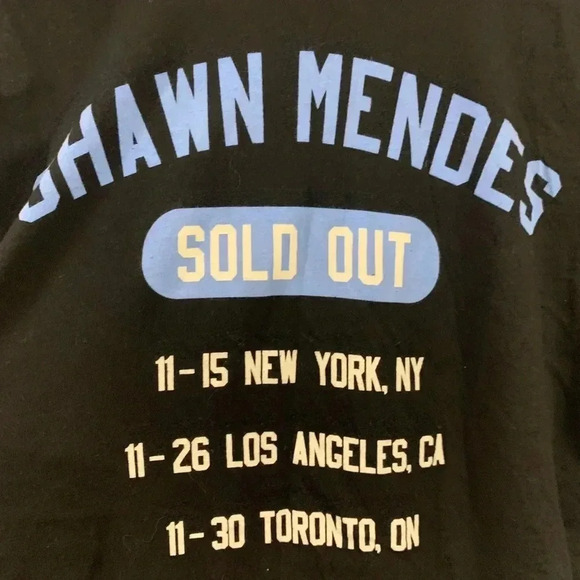 SHAWN MENDES
SOLD OUT
11-15 NEW YORK, NY
11-26 LOS ANGELES, CA
11-30 TORONTO, ON